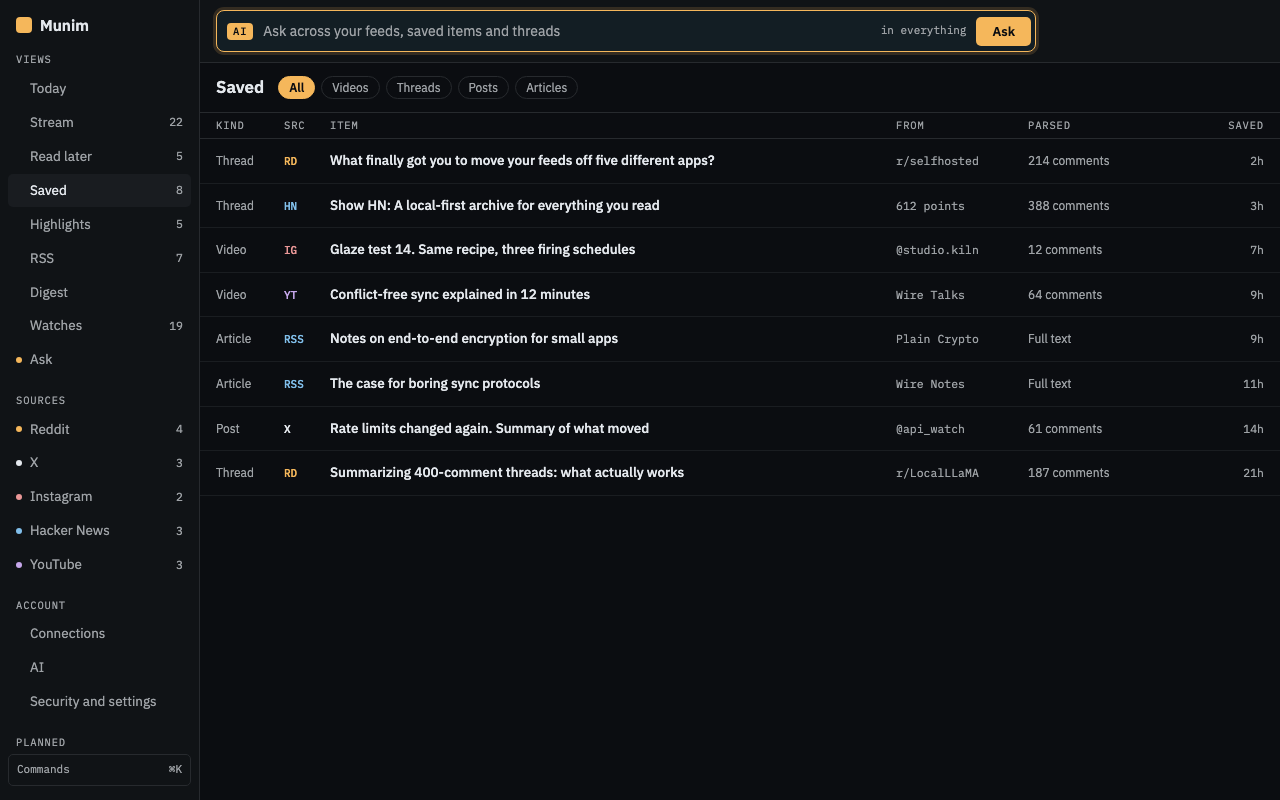 Munim
VIEWS
Today
Stream 22
Read later 5
Saved 8
Highlights 5
RSS 7
Digest
Watches 19
Ask
SOURCES
Reddit 4
X 3
Instagram 2
Hacker News 3
YouTube 3
ACCOUNT
Connections
AI
Security and settings
PLANNED
Commands ⌘K
AI Ask across your feeds, saved items and threads in everything Ask
Saved All Videos Threads Posts Articles
KIND SRC ITEM FROM PARSED SAVED
Thread RD What finally got you to move your feeds off five different apps? r/selfhosted 214 comments 2h
Thread HN Show HN: A local-first archive for everything you read 612 points 388 comments 3h
Video IG Glaze test 14. Same recipe, three firing schedules @studio.kiln 12 comments 7h
Video YT Conflict-free sync explained in 12 minutes Wire Talks 64 comments 9h
Article RSS Notes on end-to-end encryption for small apps Plain Crypto Full text 9h
Article RSS The case for boring sync protocols Wire Notes Full text 11h
Post X Rate limits changed again. Summary of what moved @api_watch 61 comments 14h
Thread RD Summarizing 400-comment threads: what actually works r/LocalLLaMA 187 comments 21h